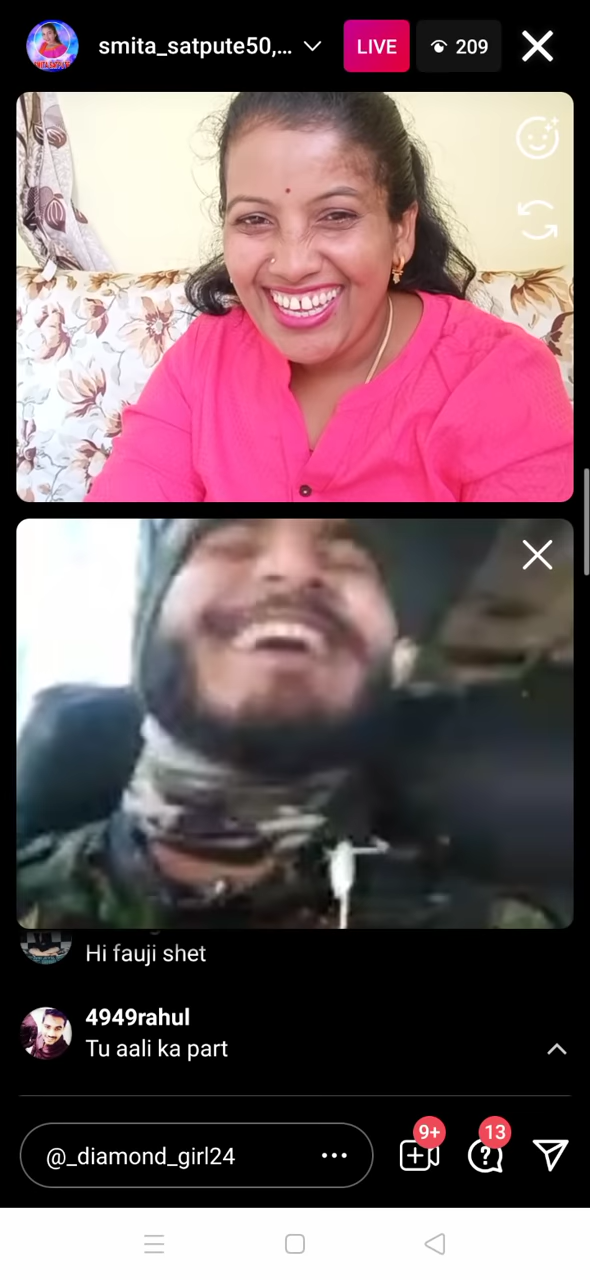 smita_satpute50,...
LIVE
209
Hi fauji shet
4949rahul
Tu aali ka part
@_diamond_girl24
9+
13